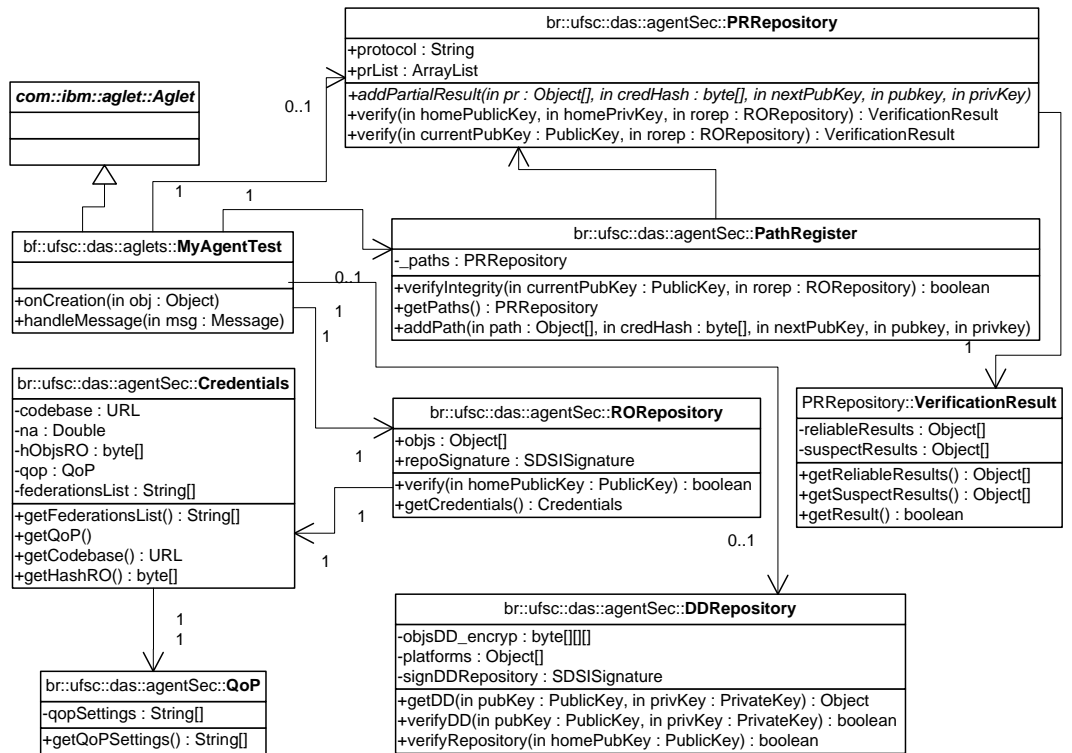 br::ufsc::das::agentSec::PRRepository
+protocol : String
+prList : ArrayList
+addPartialResult(in pr : Object[], in credHash : byte[], in nextPubKey, in pubkey, in privKey)
+verify(in homePublicKey, in homePrivKey, in rorep : RORepository) : VerificationResult
+verify(in currentPubKey : PublicKey, in rorep : RORepository) : VerificationResult
com::ibm::aglet::Aglet
0..1
1
1
bf::ufsc::das::aglets::MyAgentTest
+onCreation(in obj : Object)
+handleMessage(in msg : Message)
br::ufsc::das::agentSec::PathRegister
-_paths : PRRepository
+verifyIntegrity(in currentPubKey : PublicKey, in rorep : RORepository) : boolean
+getPaths() : PRRepository
+addPath(in path : Object[], in credHash : byte[], in nextPubKey, in pubkey, in privkey)
0..1
1
1
1
br::ufsc::das::agentSec::Credentials
-codebase : URL
-na : Double
-hObjsRO : byte[]
-qop : QoP
-federationsList : String[]
+getFederationsList() : String[]
+getQoP()
+getCodebase() : URL
+getHashRO() : byte[]
br::ufsc::das::agentSec::RORepository
+objs : Object[]
+repoSignature : SDSISignature
+verify(in homePublicKey : PublicKey) : boolean
+getCredentials() : Credentials
PRRepository::VerificationResult
-reliableResults : Object[]
-suspectResults : Object[]
+getReliableResults() : Object[]
+getSuspectResults() : Object[]
+getResult() : boolean
1
1
1
0..1
1
1
br::ufsc::das::agentSec::QoP
-qopSettings : String[]
+getQoPSettings() : String[]
br::ufsc::das::agentSec::DDRepository
-objsDD_encryp : byte[][][]
-platforms : Object[]
-signDDRepository : SDSISignature
+getDD(in pubKey : PublicKey, in privKey : PrivateKey) : Object
+verifyDD(in pubKey : PublicKey, in privKey : PrivateKey) : boolean
+verifyRepository(in homePubKey : PublicKey) : boolean